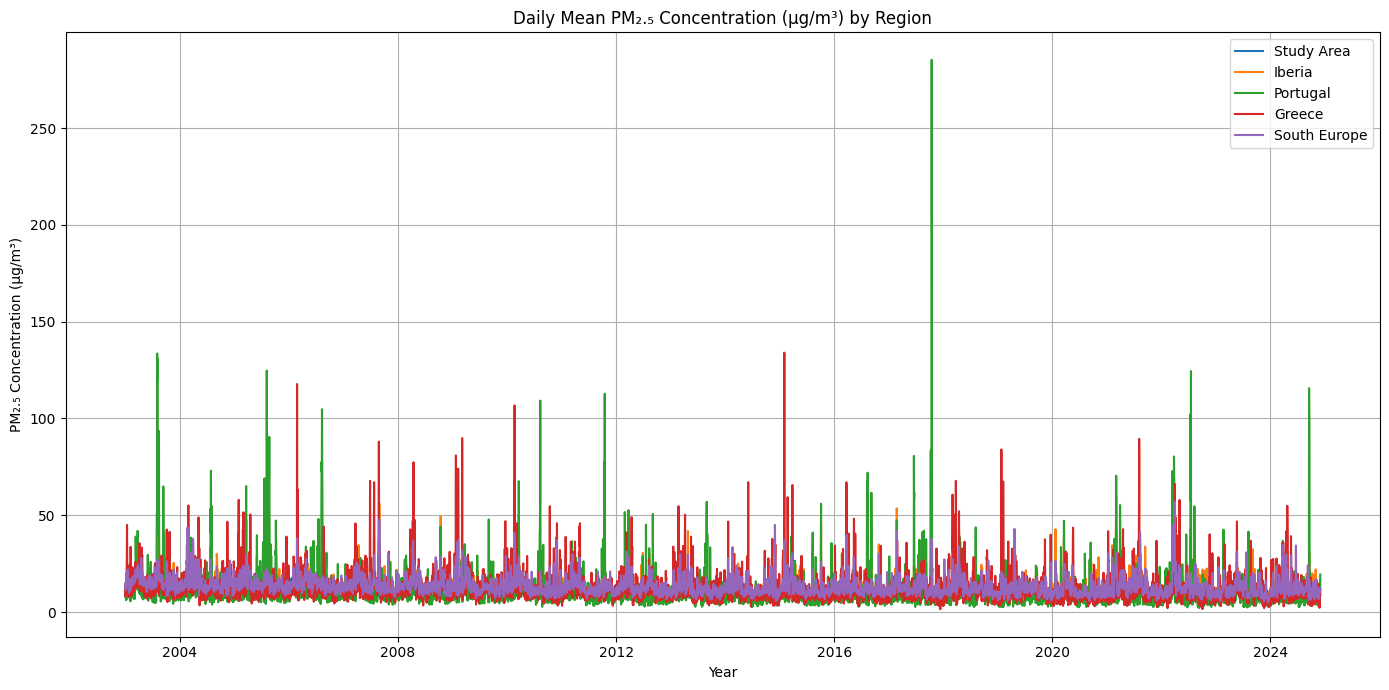 Daily Mean PM₂.₅ Concentration (µg/m³) by Region
Study Area
Iberia
Portugal
Greece
South Europe
PM₂.₅ Concentration (µg/m³)
250
200
150
100
50
0
2004 2008 2012 2016 2020 2024
Year